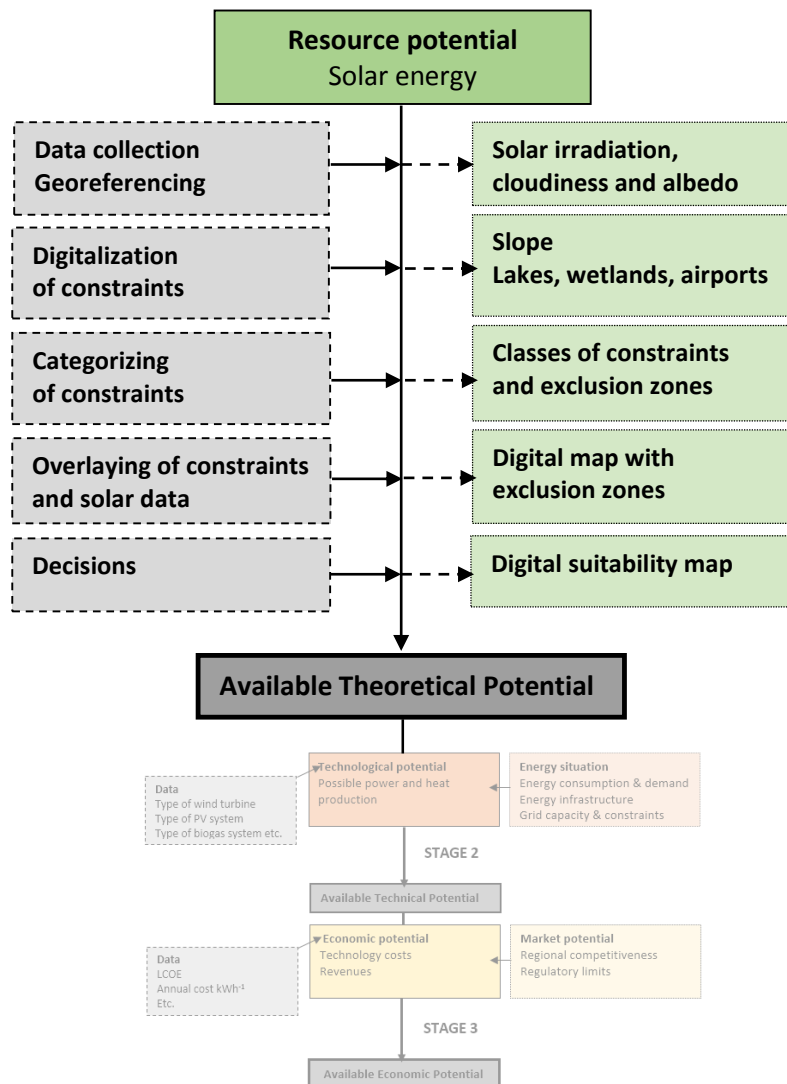 Resource potential
Solar energy
Data collection
Georeferencing
Solar irradiation,
cloudiness and albedo
Digitalization
of constraints
Slope
Lakes, wetlands, airports
Categorizing
of constraints
Classes of constraints
and exclusion zones
Overlaying of constraints
and solar data
Digital map with
exclusion zones
Decisions
Digital suitability map
Available Theoretical Potential
Data
Type of wind turbine
Type of PV system
Type of biogas system etc.
Technological potential
Possible power and heat
production
Energy situation
Energy consumption & demand
Energy infrastructure
Grid capacity & constraints
STAGE 2
Available Technical Potential
Data
LCOE
Annual cost kWh⁻¹
Etc.
Economic potential
Technology costs
Revenues
Market potential
Regional competitiveness
Regulatory limits
STAGE 3
Available Economic Potential